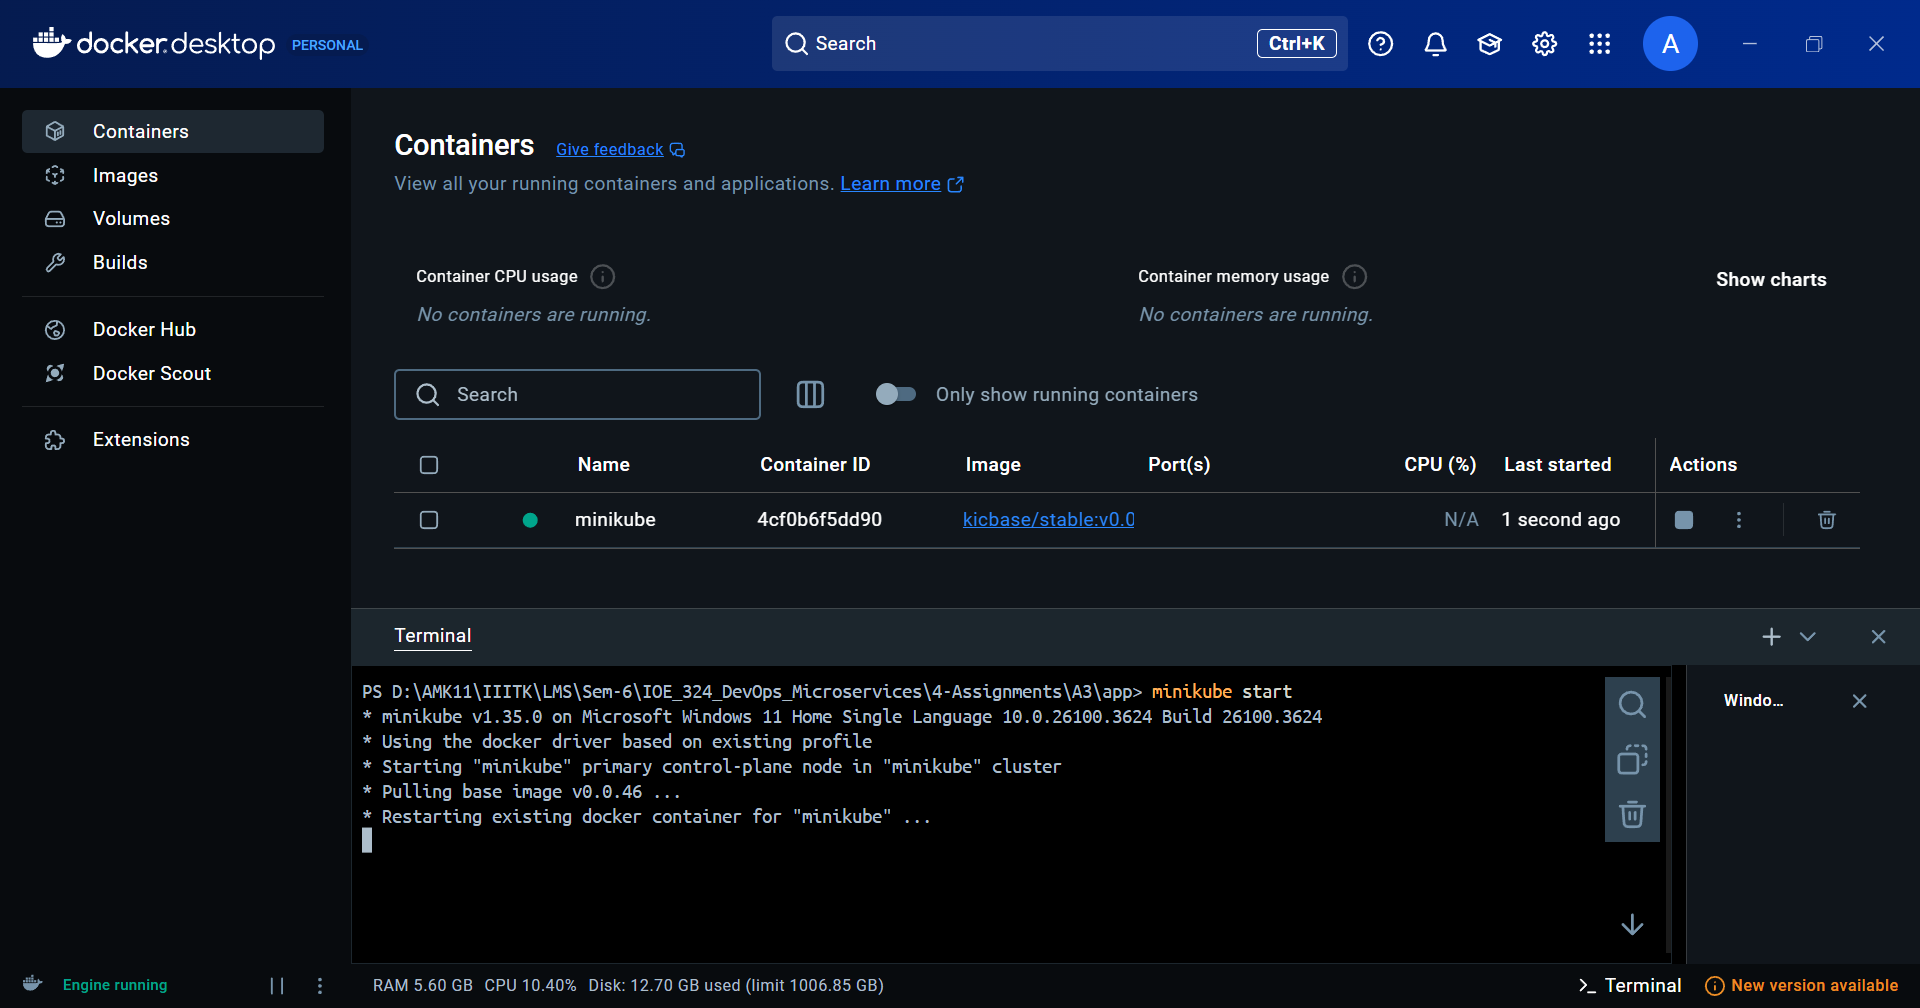 docker.desktop PERSONAL
Search Ctrl+K
A
Containers
Images
Volumes
Builds
Docker Hub
Docker Scout
Extensions
Containers Give feedback
View all your running containers and applications. Learn more
Container CPU usage
No containers are running.
Container memory usage
No containers are running.
Show charts
Search
Only show running containers
Name Container ID Image Port(s) CPU (%) Last started Actions
minikube 4cf0b6f5dd90 kicbase/stable:v0.0 N/A 1 second ago
Terminal
PS D:\AMK11\IIITK\LMS\Sem-6\IOE_324_DevOps_Microservices\4-Assignments\A3\app> minikube start
* minikube v1.35.0 on Microsoft Windows 11 Home Single Language 10.0.26100.3624 Build 26100.3624
* Using the docker driver based on existing profile
* Starting "minikube" primary control-plane node in "minikube" cluster
* Pulling base image v0.0.46 ...
* Restarting existing docker container for "minikube" ...
Windo...
Engine running
RAM 5.60 GB CPU 10.40% Disk: 12.70 GB used (limit 1006.85 GB)
Terminal
New version available